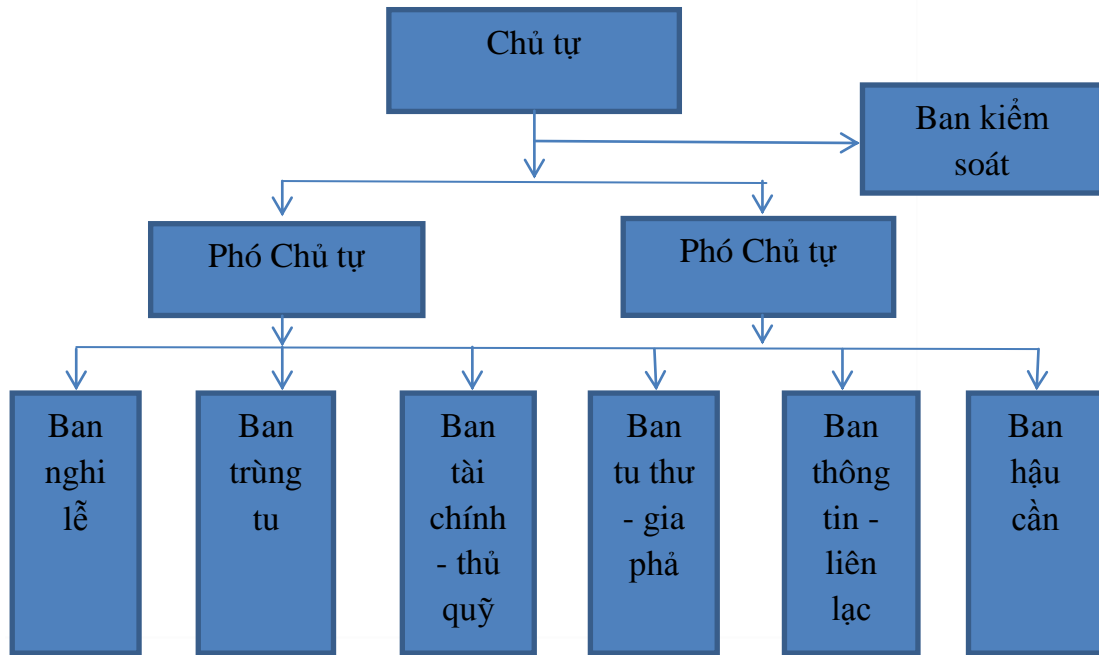 Chủ tự
Ban kiểm
soát
Phó Chủ tự
Phó Chủ tự
Ban
nghi
lễ
Ban
trùng
tu
Ban
tài
chính
- thủ
quỹ
Ban
tu thư
- gia
phả
Ban
thông
tin -
liên
lạc
Ban
hậu
cần